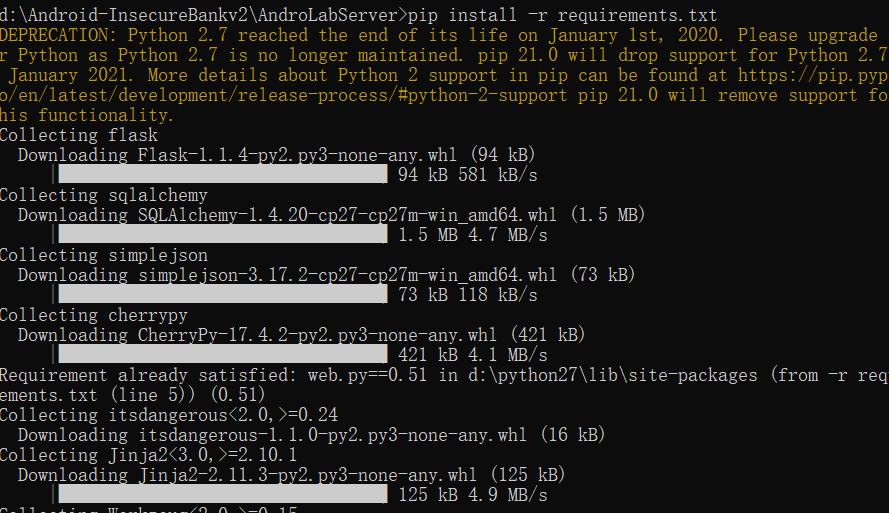 d:\Android-InsecureBankv2\AndroLabServer>pip install -r requirements.txt
DEPRECATION: Python 2.7 reached the end of its life on January 1st, 2020. Please upgrade
r Python as Python 2.7 is no longer maintained. pip 21.0 will drop support for Python 2.7
January 2021. More details about Python 2 support in pip can be found at https://pip.pyp
o/en/latest/development/release-process/#python-2-support pip 21.0 will remove support fo
his functionality.
Collecting flask
Downloading Flask-1.1.4-py2.py3-none-any.whl (94 kB)
94 kB 581 kB/s
Collecting sqlalchemy
Downloading SQLAlchemy-1.4.20-cp27-cp27m-win_amd64.whl (1.5 MB)
1.5 MB 4.7 MB/s
Collecting simplejson
Downloading simplejson-3.17.2-cp27-cp27m-win_amd64.whl (73 kB)
73 kB 118 kB/s
Collecting cherrypy
Downloading CherryPy-17.4.2-py2.py3-none-any.whl (421 kB)
421 kB 4.1 MB/s
Requirement already satisfied: web.py==0.51 in d:\python27\lib\site-packages (from -r requ
ements.txt (line 5)) (0.51)
Collecting itsdangerous<2.0,>=0.24
Downloading itsdangerous-1.1.0-py2.py3-none-any.whl (16 kB)
Collecting Jinja2<3.0,>=2.10.1
Downloading Jinja2-2.11.3-py2.py3-none-any.whl (125 kB)
125 kB 4.9 MB/s
Collecting Werkzeug<2.0,>=0.15